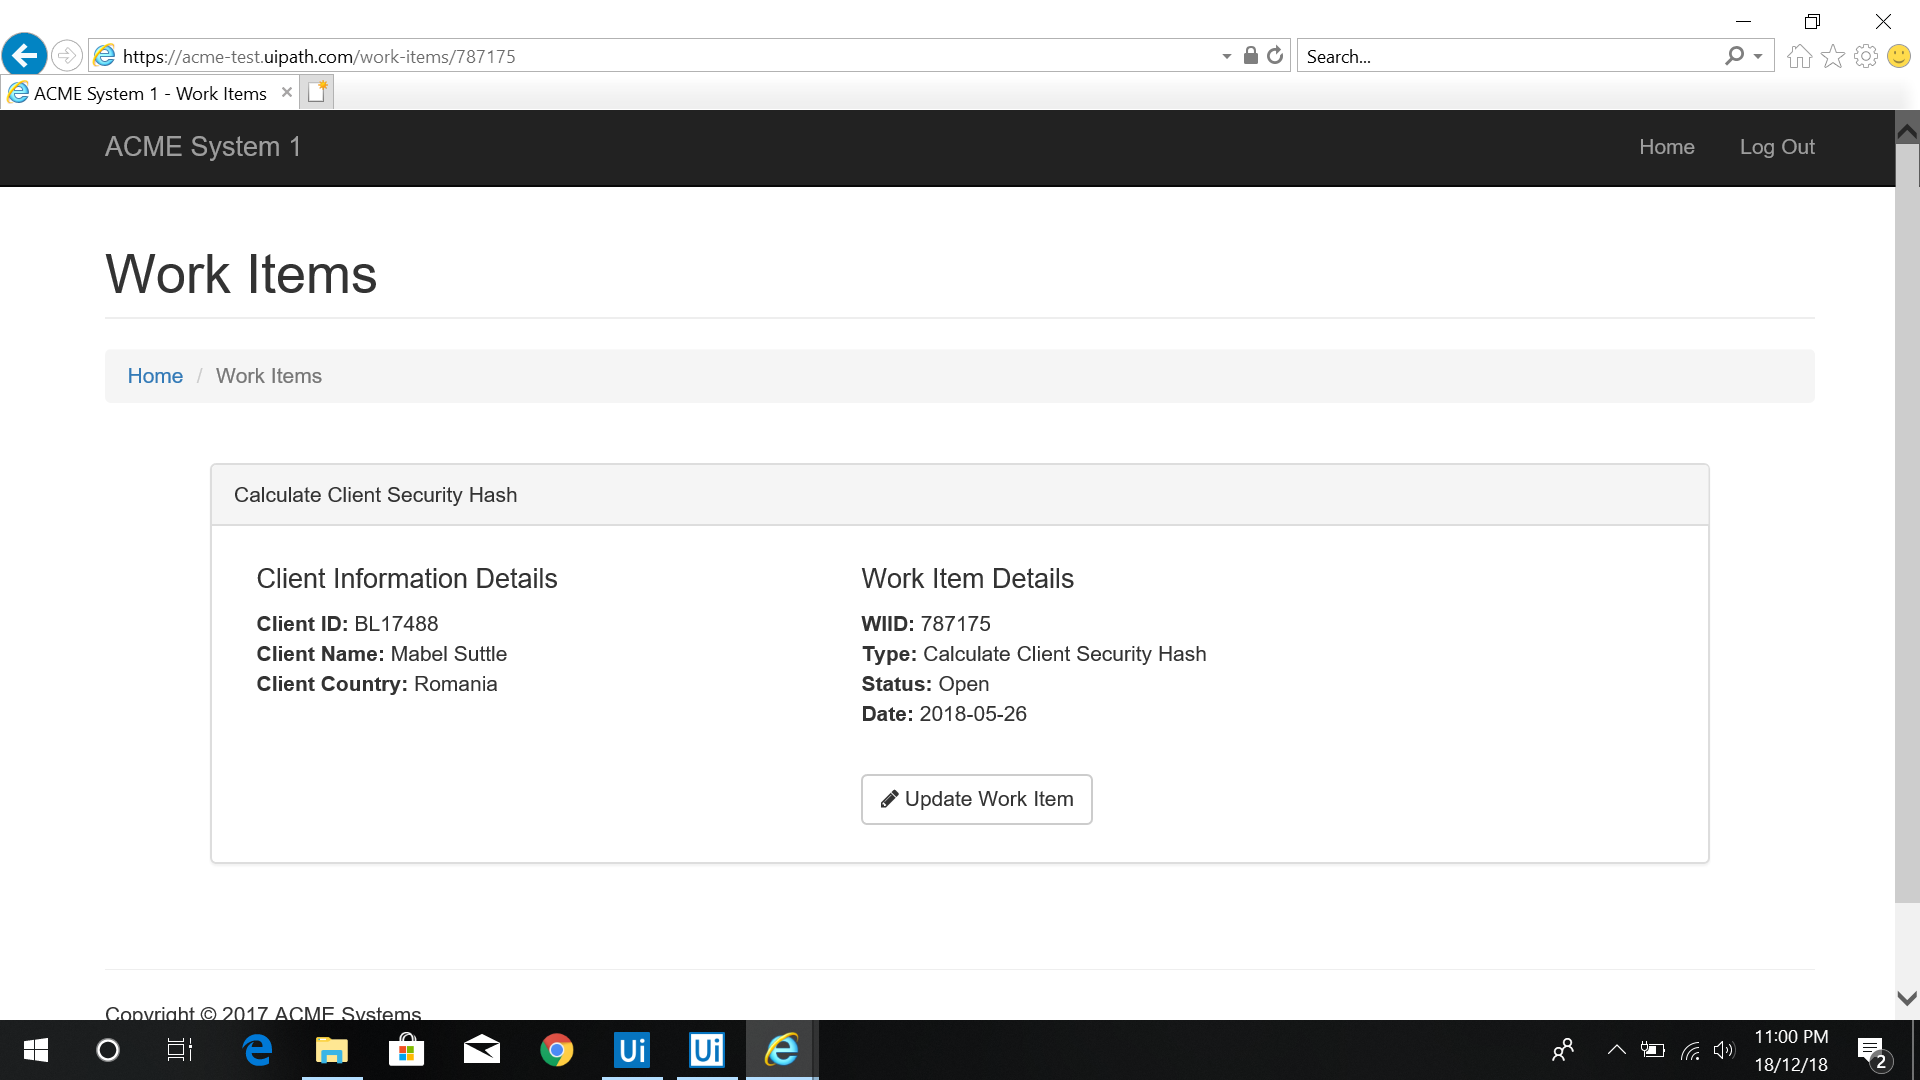 https://acme-test.uipath.com/work-items/787175
Search...
ACME System 1 - Work Items
ACME System 1
Home
Log Out
Work Items
Home / Work Items
Calculate Client Security Hash
Client Information Details
Client ID: BL17488
Client Name: Mabel Suttle
Client Country: Romania
Work Item Details
WIID: 787175
Type: Calculate Client Security Hash
Status: Open
Date: 2018-05-26
Update Work Item
Copyright © 2017 ACME Systems
Ui
Ui
11:00 PM
18/12/18
2